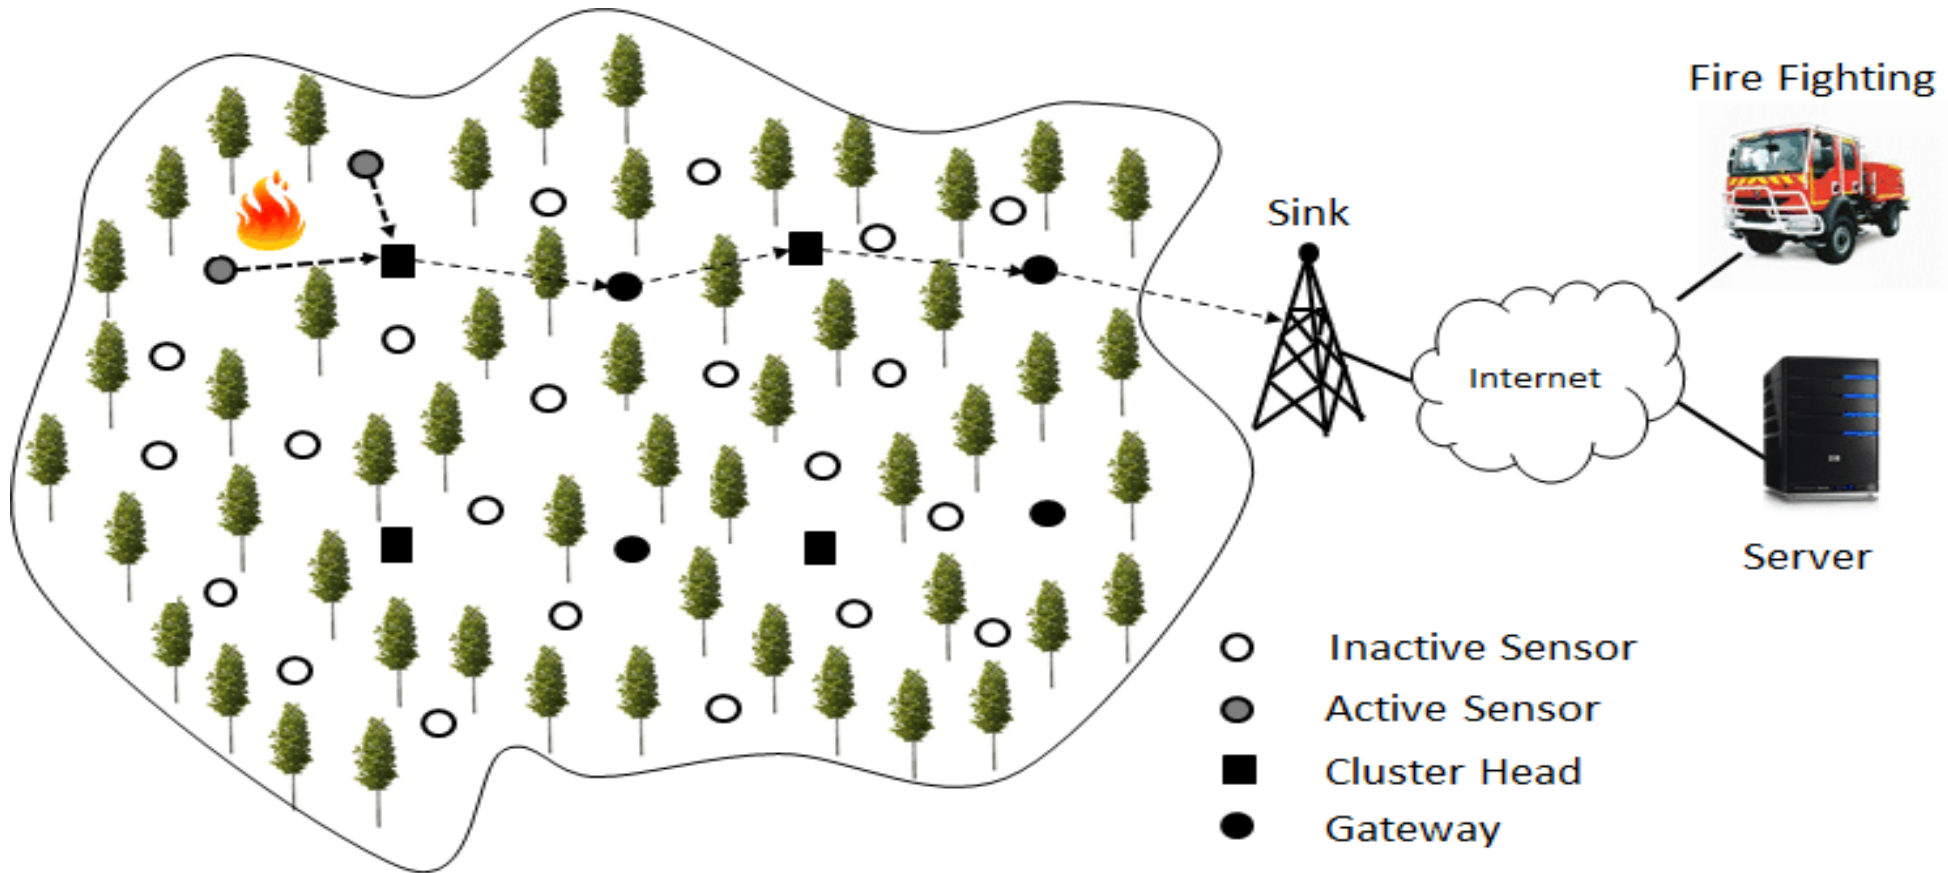 Fire Fighting
Sink
Internet
Server
Inactive Sensor
Active Sensor
Cluster Head
Gateway